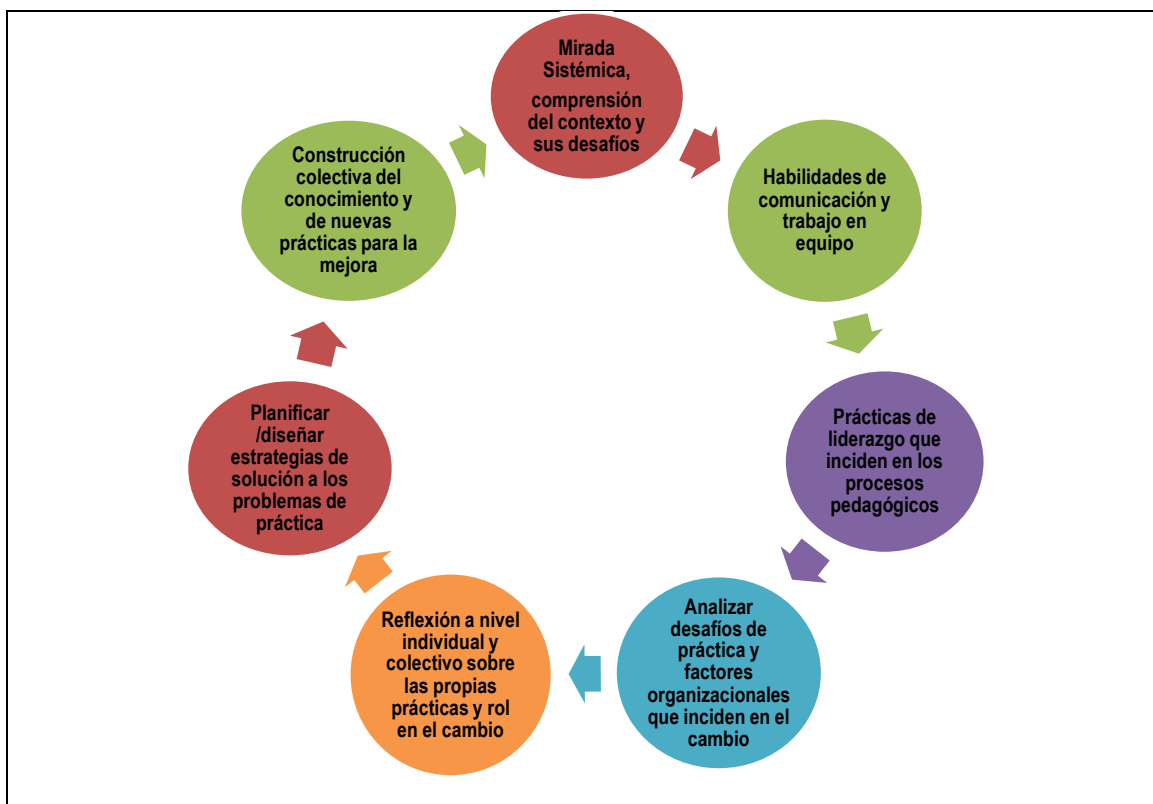 Mirada
Sistémica,
comprensión
del contexto y
sus desafíos
Habilidades de
comunicación y
trabajo en
equipo
Prácticas de
liderazgo que
inciden en los
procesos
pedagógicos
Analizar
desafíos de
práctica y
factores
organizacionales
que inciden en el
cambio
Reflexión a nivel
individual y
colectivo sobre
las propias
prácticas y rol
en el cambio
Planificar
/diseñar
estrategias de
solución a los
problemas de
práctica
Construcción
colectiva del
conocimiento y
de nuevas
prácticas para la
mejora